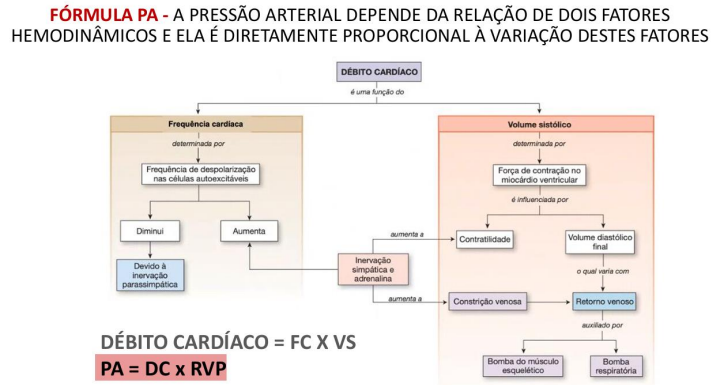 FÓRMULA PA - A PRESSÃO ARTERIAL DEPENDE DA RELAÇÃO DE DOIS FATORES
HEMODINÂMICOS E ELA É DIRETAMENTE PROPORCIONAL À VARIAÇÃO DESTES FATORES
DÉBITO CARDÍACO
é uma função do
Frequência cardíaca
determinada por
Frequência de despolarização
nas células autoexcitáveis
Diminui
Aumenta
Devido à
inervação
parassimpática
Inervação
simpática e
adrenalina
aumenta a
aumenta a
Volume sistólico
determinada por
Força de contração no
miocárdio ventricular
é influenciada por
Contratilidade
Volume diastólico
final
o qual varia com
Constrição venosa
Retorno venoso
auxiliado por
Bomba do músculo
esquelético
Bomba
respiratória
DÉBITO CARDÍACO = FC X VS
PA = DC x RVP